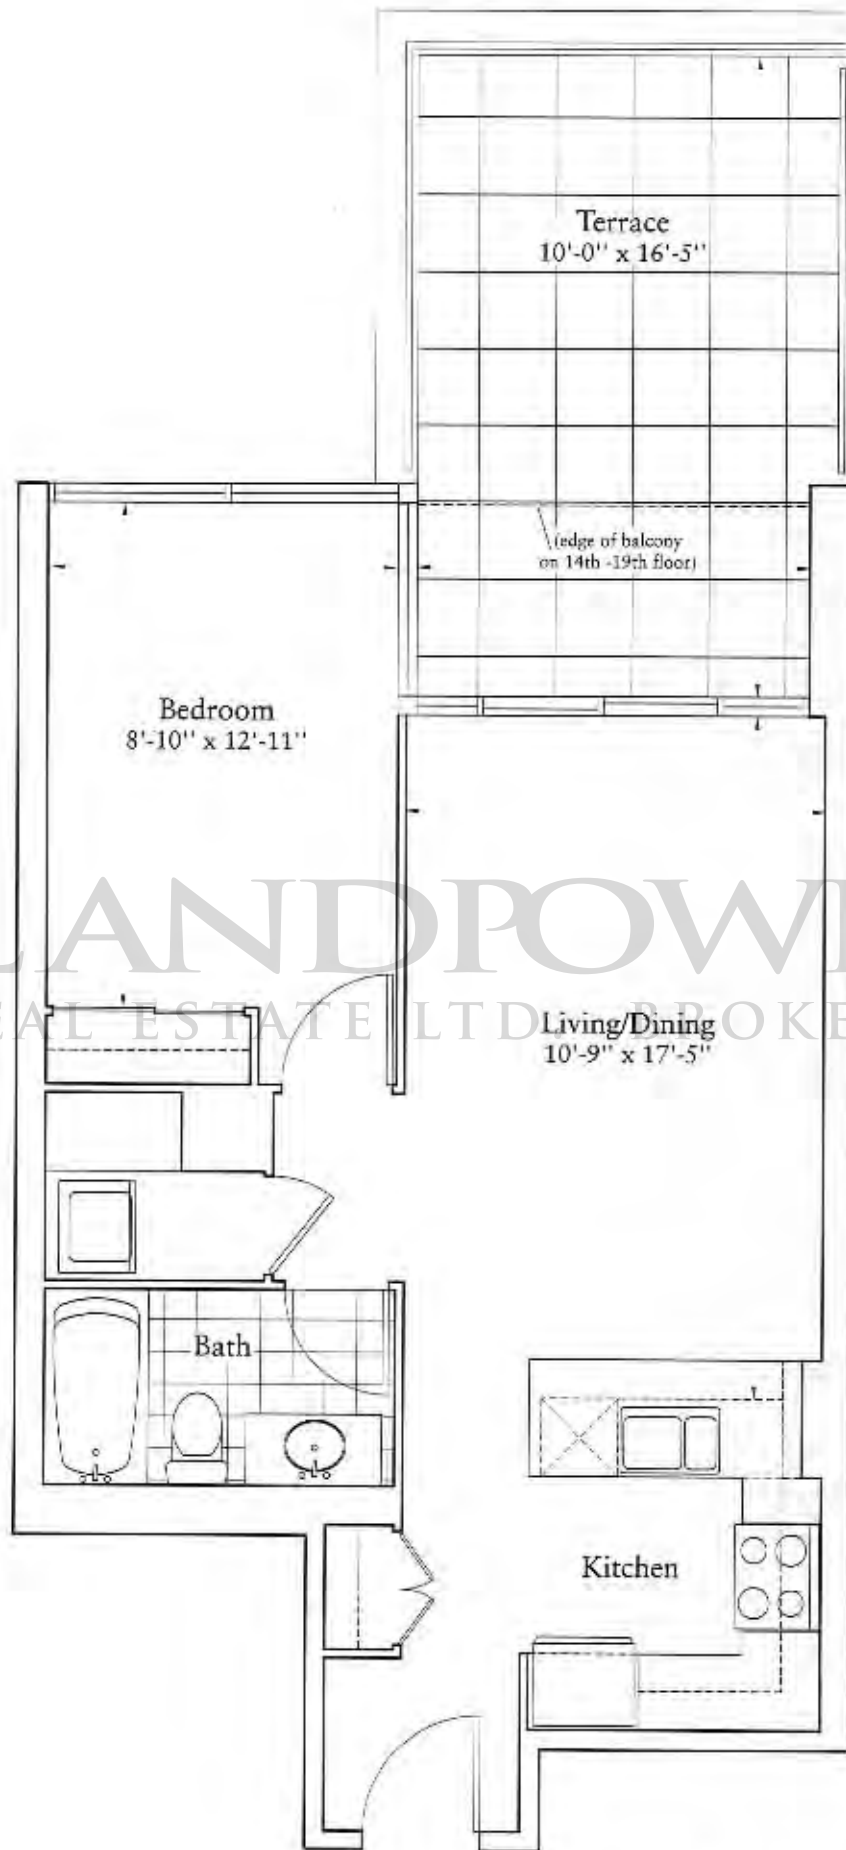 Terrace
10'-0'' x 16'-5''
(edge of balcony
on 14th -19th floor)
Bedroom
8'-10'' x 12'-11''
LANDPOW
EAL ESTATE LTD. BROKE
Living/Dining
10'-9'' x 17'-5''
Bath
Kitchen